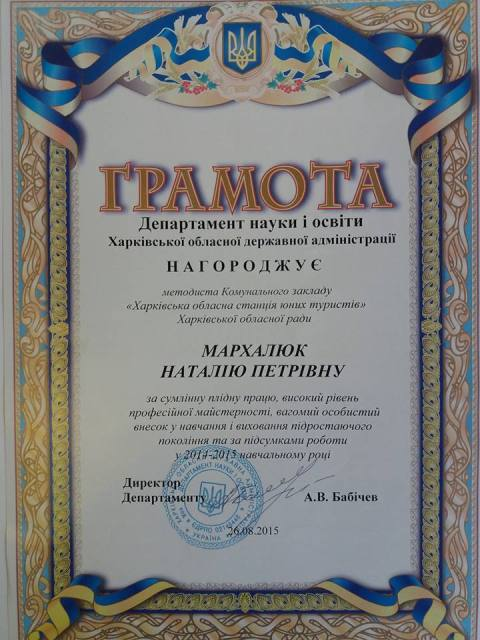 ГРАМОТА
Департамент науки і освіти
Харківської обласної державної адміністрації
НАГОРОДЖУЄ
методиста Комунального закладу
«Харківська обласна станція юних туристів»
Харківської обласної ради
МАРХАЛЮК
НАТАЛІЮ ПЕТРІВНУ
за сумлінну плідну працю, високий рівень
професійної майстерності, вагомий особистий
внесок у навчання і виховання підростаючого
покоління та за підсумками роботи
у 2014-2015 навчальному році
Директор
Департаменту А.В. Бабічев
26.08.2015
УКРАЇНА